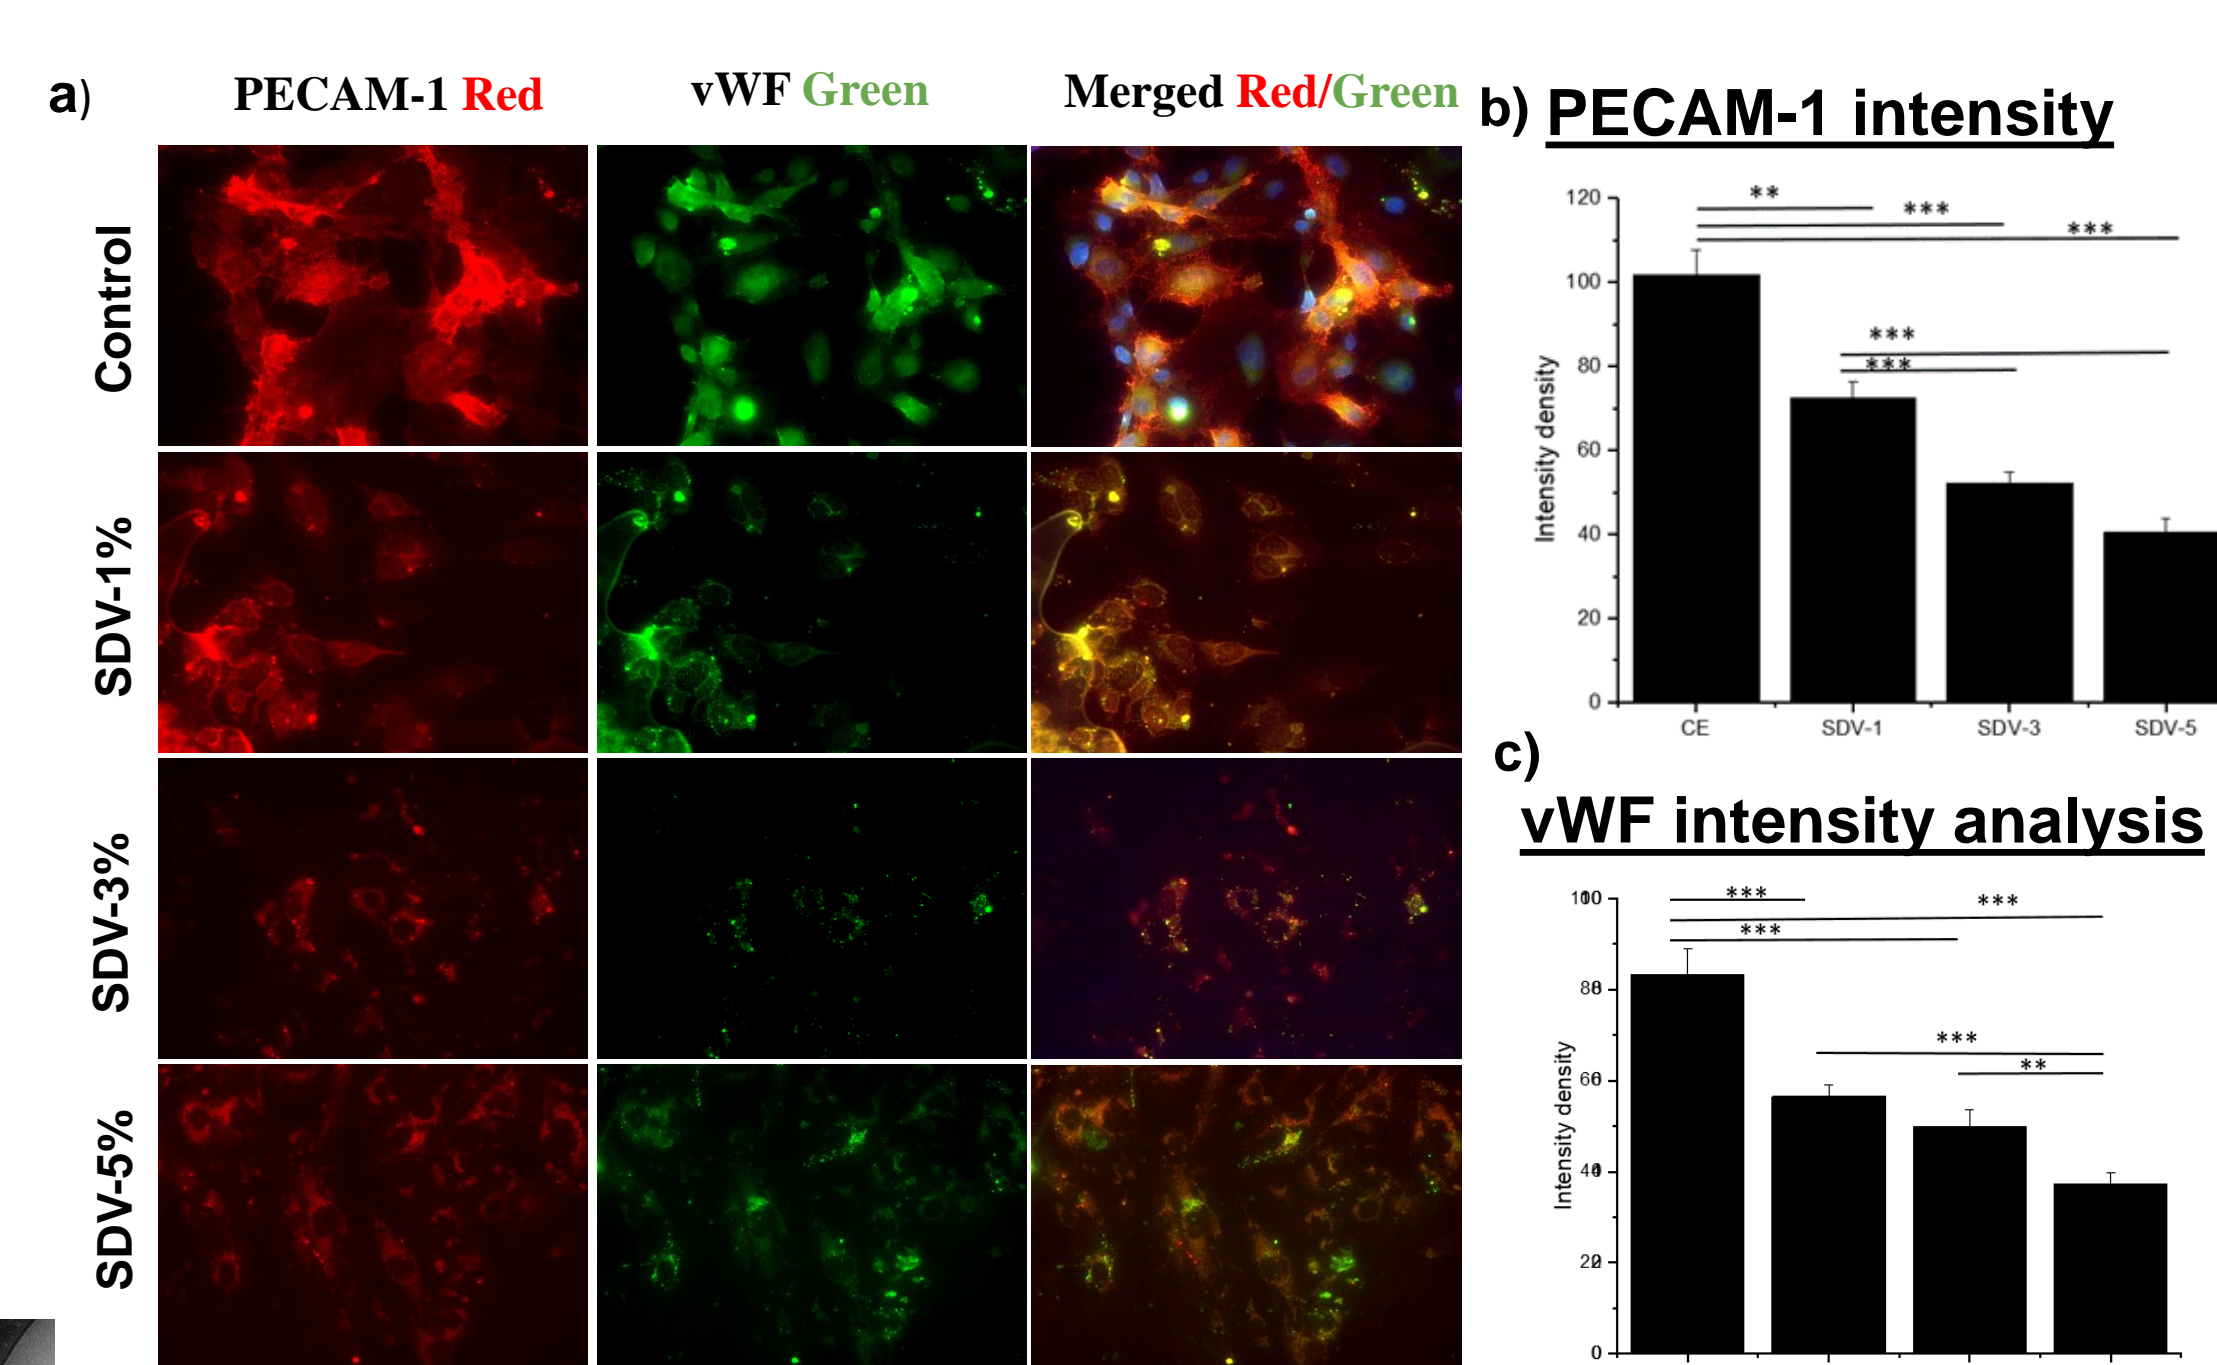 a)
PECAM-1 Red
vWF Green
Merged Red/Green
Control
SDV-1%
SDV-3%
SDV-5%
b) PECAM-1 intensity
**
***
***
***
***
120
100
80
60
40
20
0
Intensity density
CE
SDV-1
SDV-3
SDV-5
c)
vWF intensity analysis
***
***
***
***
**
Intensity density
0